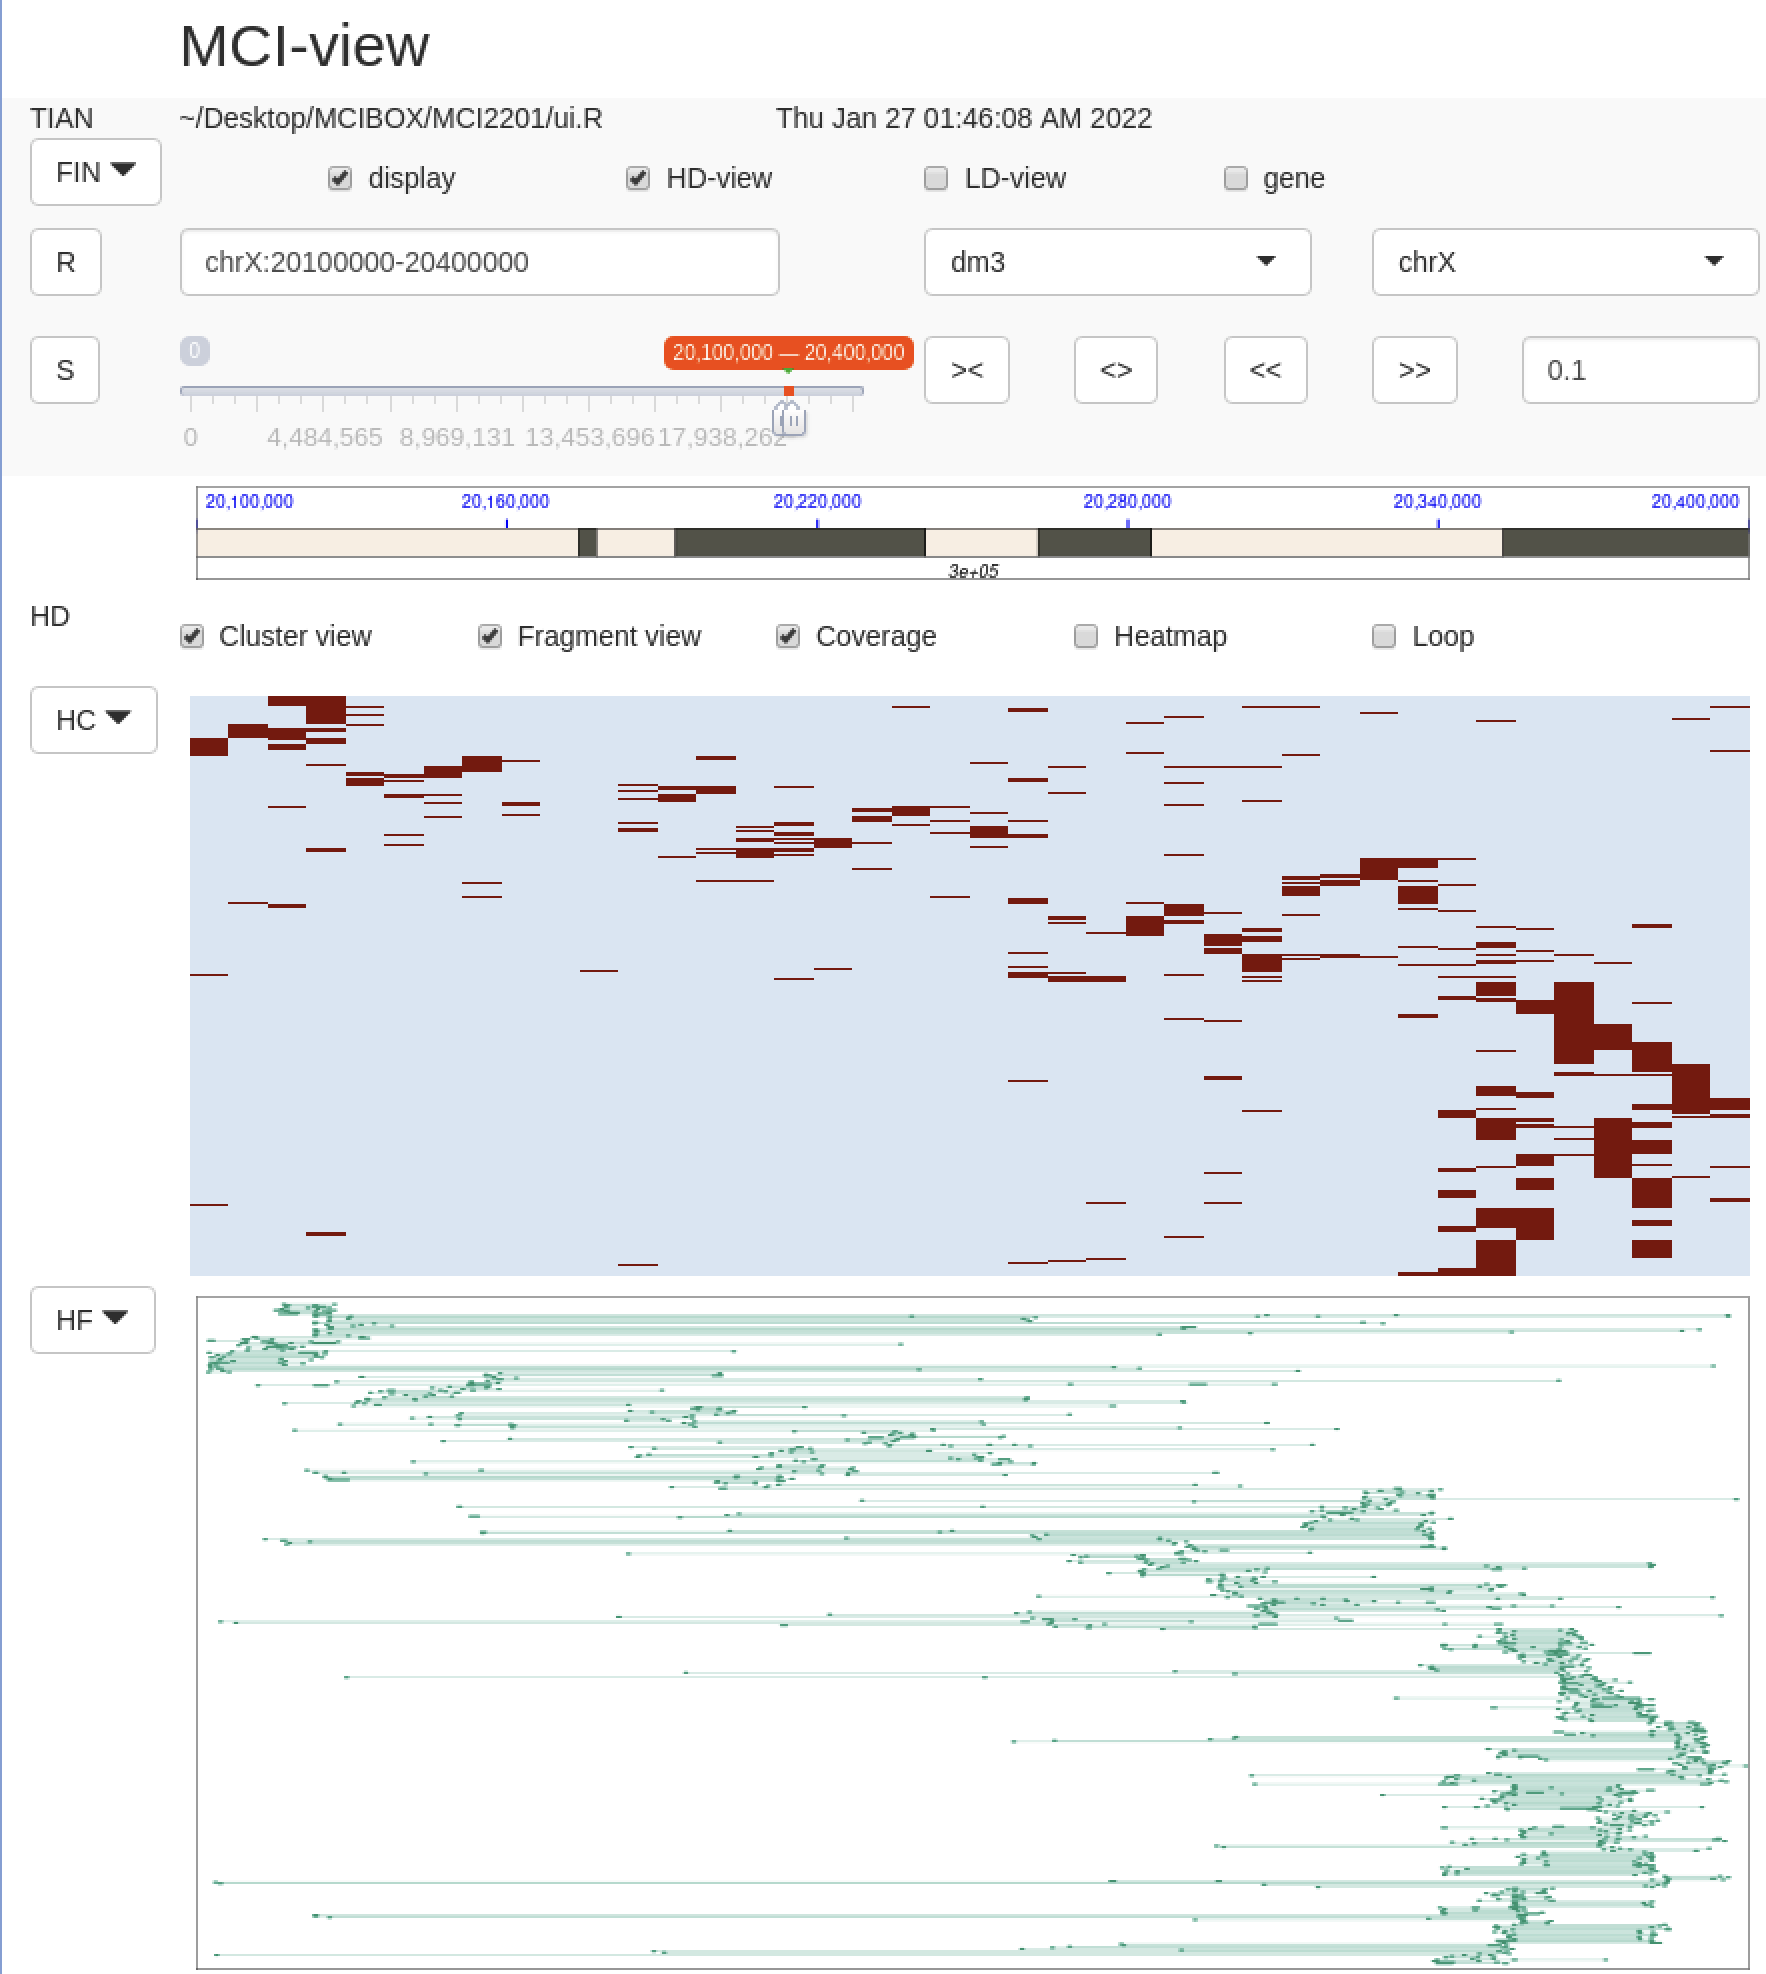 MCI-view
TIAN ~/Desktop/MCIBOX/MCI2201/ui.R Thu Jan 27 01:46:08 AM 2022
FIN display HD-view LD-view gene
R chrX:20100000-20400000 dm3 chrX
S 0 20,100,000 — 20,400,000 >< <> << >> 0.1
0 4,484,565 8,969,131 13,453,696 17,938,262
20,100,000 20,160,000 20,220,000 20,280,000 20,340,000 20,400,000
3e+05
HD Cluster view Fragment view Coverage Heatmap Loop
HC
HF